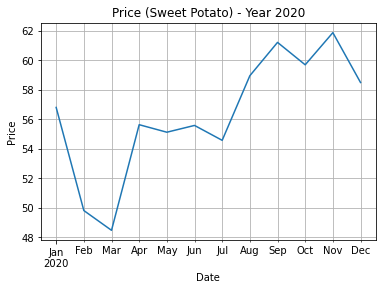 Price (Sweet Potato) - Year 2020
62
60
58
56
54
52
50
48
Price
Jan Feb Mar Apr May Jun Jul Aug Sep Oct Nov Dec
2020
Date